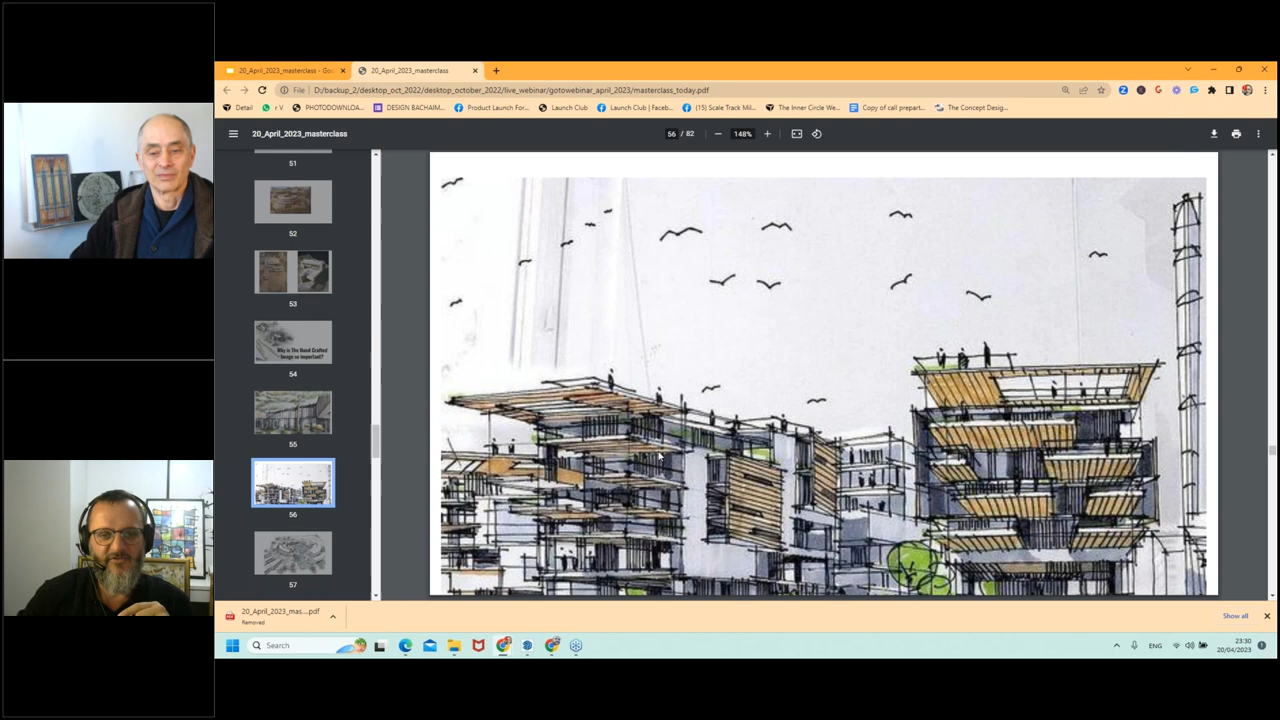 20_April_2023_masterclass - Goo
20_April_2023_masterclass
File
D:/backup_2/desktop_oct_2022/desktop_october_2022/live_webinar/gotowebinar_april_2023/masterclass_today.pdf
Detail
r V
PHOTODOWNLOA...
DESIGN BACHAIM...
Product Launch For...
Launch Club
Launch Club | Faceb...
(15) Scale Track Mil...
The Inner Circle We...
Copy of call prepart...
The Concept Desig...
20_April_2023_masterclass
56 / 82
148%
51
52
53
Why is The Hand Crafted
Image so important?
54
55
56
57
20_April_2023_mas....pdf
Removed
Show all
Search
ENG
23:30
20/04/2023